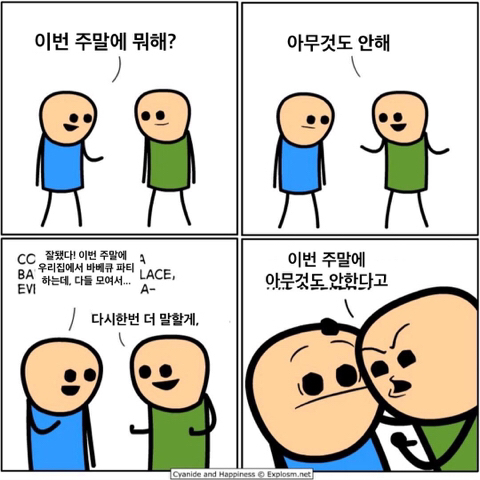 이번 주말에 뭐해?
아무것도 안해
잘됐다! 이번 주말에
우리집에서 바베큐 파티
하는데, 다들 모여서...
CO A
BA LACE,
EVE A-
다시한번 더 말할게,
이번 주말에
아무것도 안한다고
Cyanide and Happiness © Explosm.net